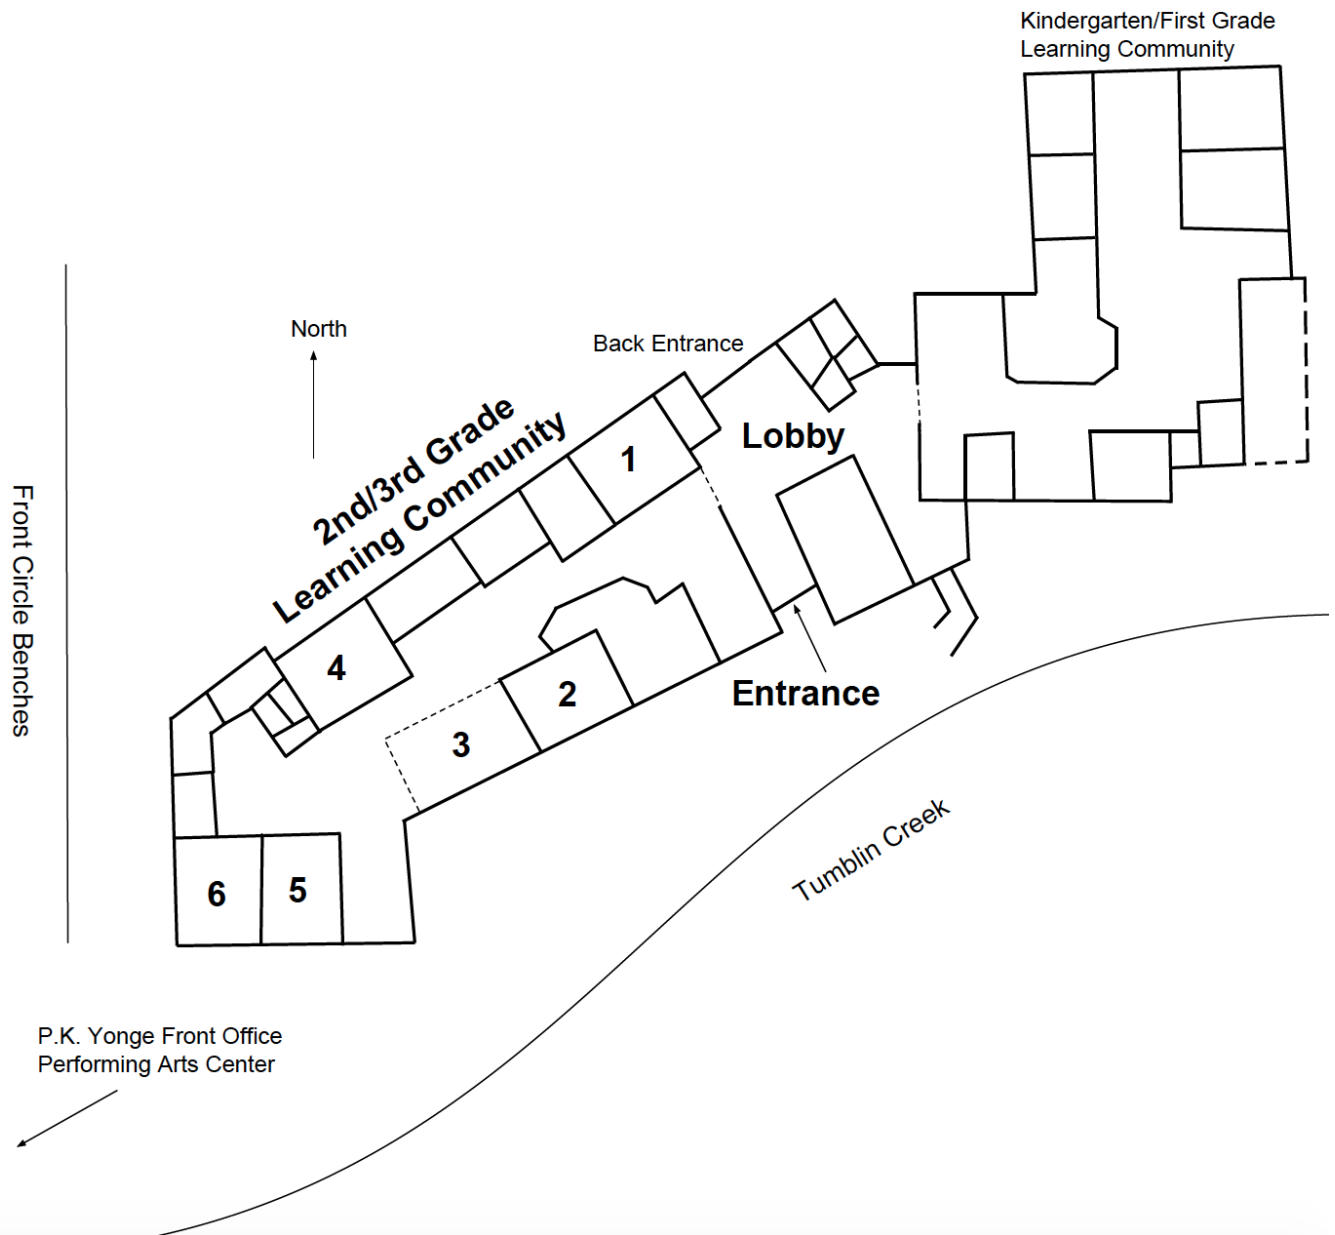 Kindergarten/First Grade
Learning Community
North
Back Entrance
2nd/3rd Grade
Learning Community
Lobby
1
4
2
3
Entrance
Front Circle Benches
6
5
Tumblin Creek
P.K. Yonge Front Office
Performing Arts Center